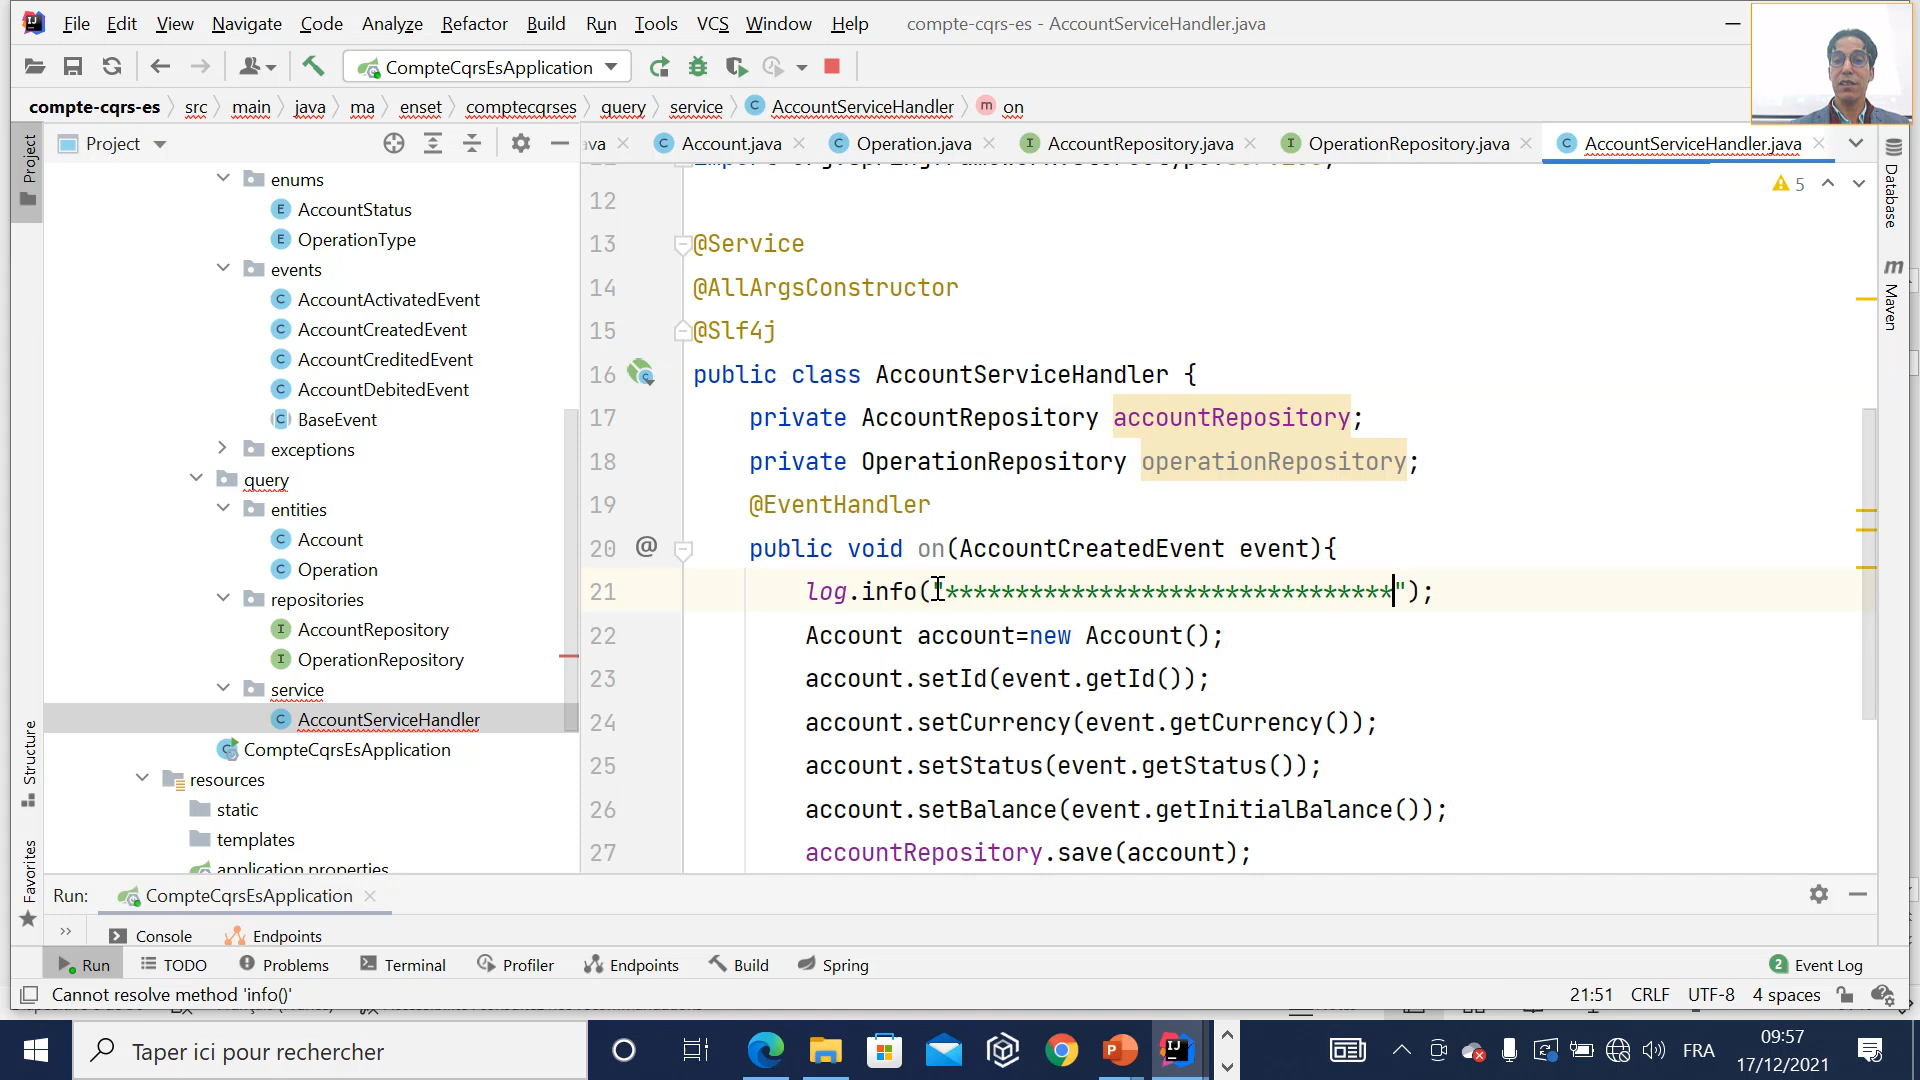 File Edit View Navigate Code Analyze Refactor Build Run Tools VCS Window Help compte-cqrs-es - AccountServiceHandler.java
CompteCqrsEsApplication
compte-cqrs-es src main java ma enset comptecqrses query service AccountServiceHandler on
Project
ava Account.java Operation.java AccountRepository.java OperationRepository.java AccountServiceHandler.java
Project
Structure
Favorites
enums
AccountStatus
OperationType
events
AccountActivatedEvent
AccountCreatedEvent
AccountCreditedEvent
AccountDebitedEvent
BaseEvent
exceptions
query
entities
Account
Operation
repositories
AccountRepository
OperationRepository
service
AccountServiceHandler
CompteCqrsEsApplication
resources
static
templates
application.properties
5
12
13 @Service
14 @AllArgsConstructor
15 @Slf4j
16 public class AccountServiceHandler {
17 private AccountRepository accountRepository;
18 private OperationRepository operationRepository;
19 @EventHandler
20 public void on(AccountCreatedEvent event){
21 log.info("********************************");
22 Account account=new Account();
23 account.setId(event.getId());
24 account.setCurrency(event.getCurrency());
25 account.setStatus(event.getStatus());
26 account.setBalance(event.getInitialBalance());
27 accountRepository.save(account);
Database
Maven
Run: CompteCqrsEsApplication
Console Endpoints
Run TODO Problems Terminal Profiler Endpoints Build Spring 2 Event Log
Cannot resolve method 'info()' 21:51 CRLF UTF-8 4 spaces
Taper ici pour rechercher
FRA
09:57
17/12/2021